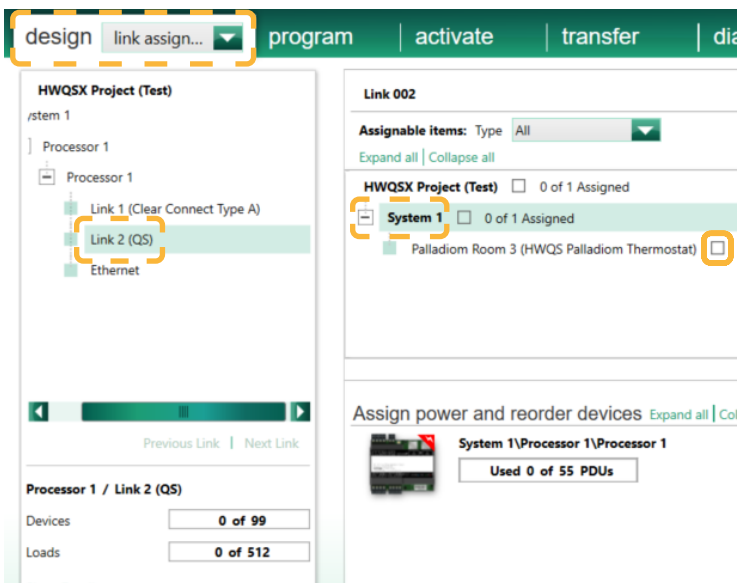 design link assign... program activate transfer dia
HWQSX Project (Test)
ystem 1
Processor 1
Processor 1
Link 1 (Clear Connect Type A)
Link 2 (QS)
Ethernet
Previous Link | Next Link
Processor 1 / Link 2 (QS)
Devices 0 of 99
Loads 0 of 512
Link 002
Assignable items: Type All
Expand all | Collapse all
HWQSX Project (Test) 0 of 1 Assigned
System 1 0 of 1 Assigned
Palladiom Room 3 (HWQS Palladiom Thermostat)
Assign power and reorder devices Expand all | Col
System 1\Processor 1\Processor 1
Used 0 of 55 PDUs